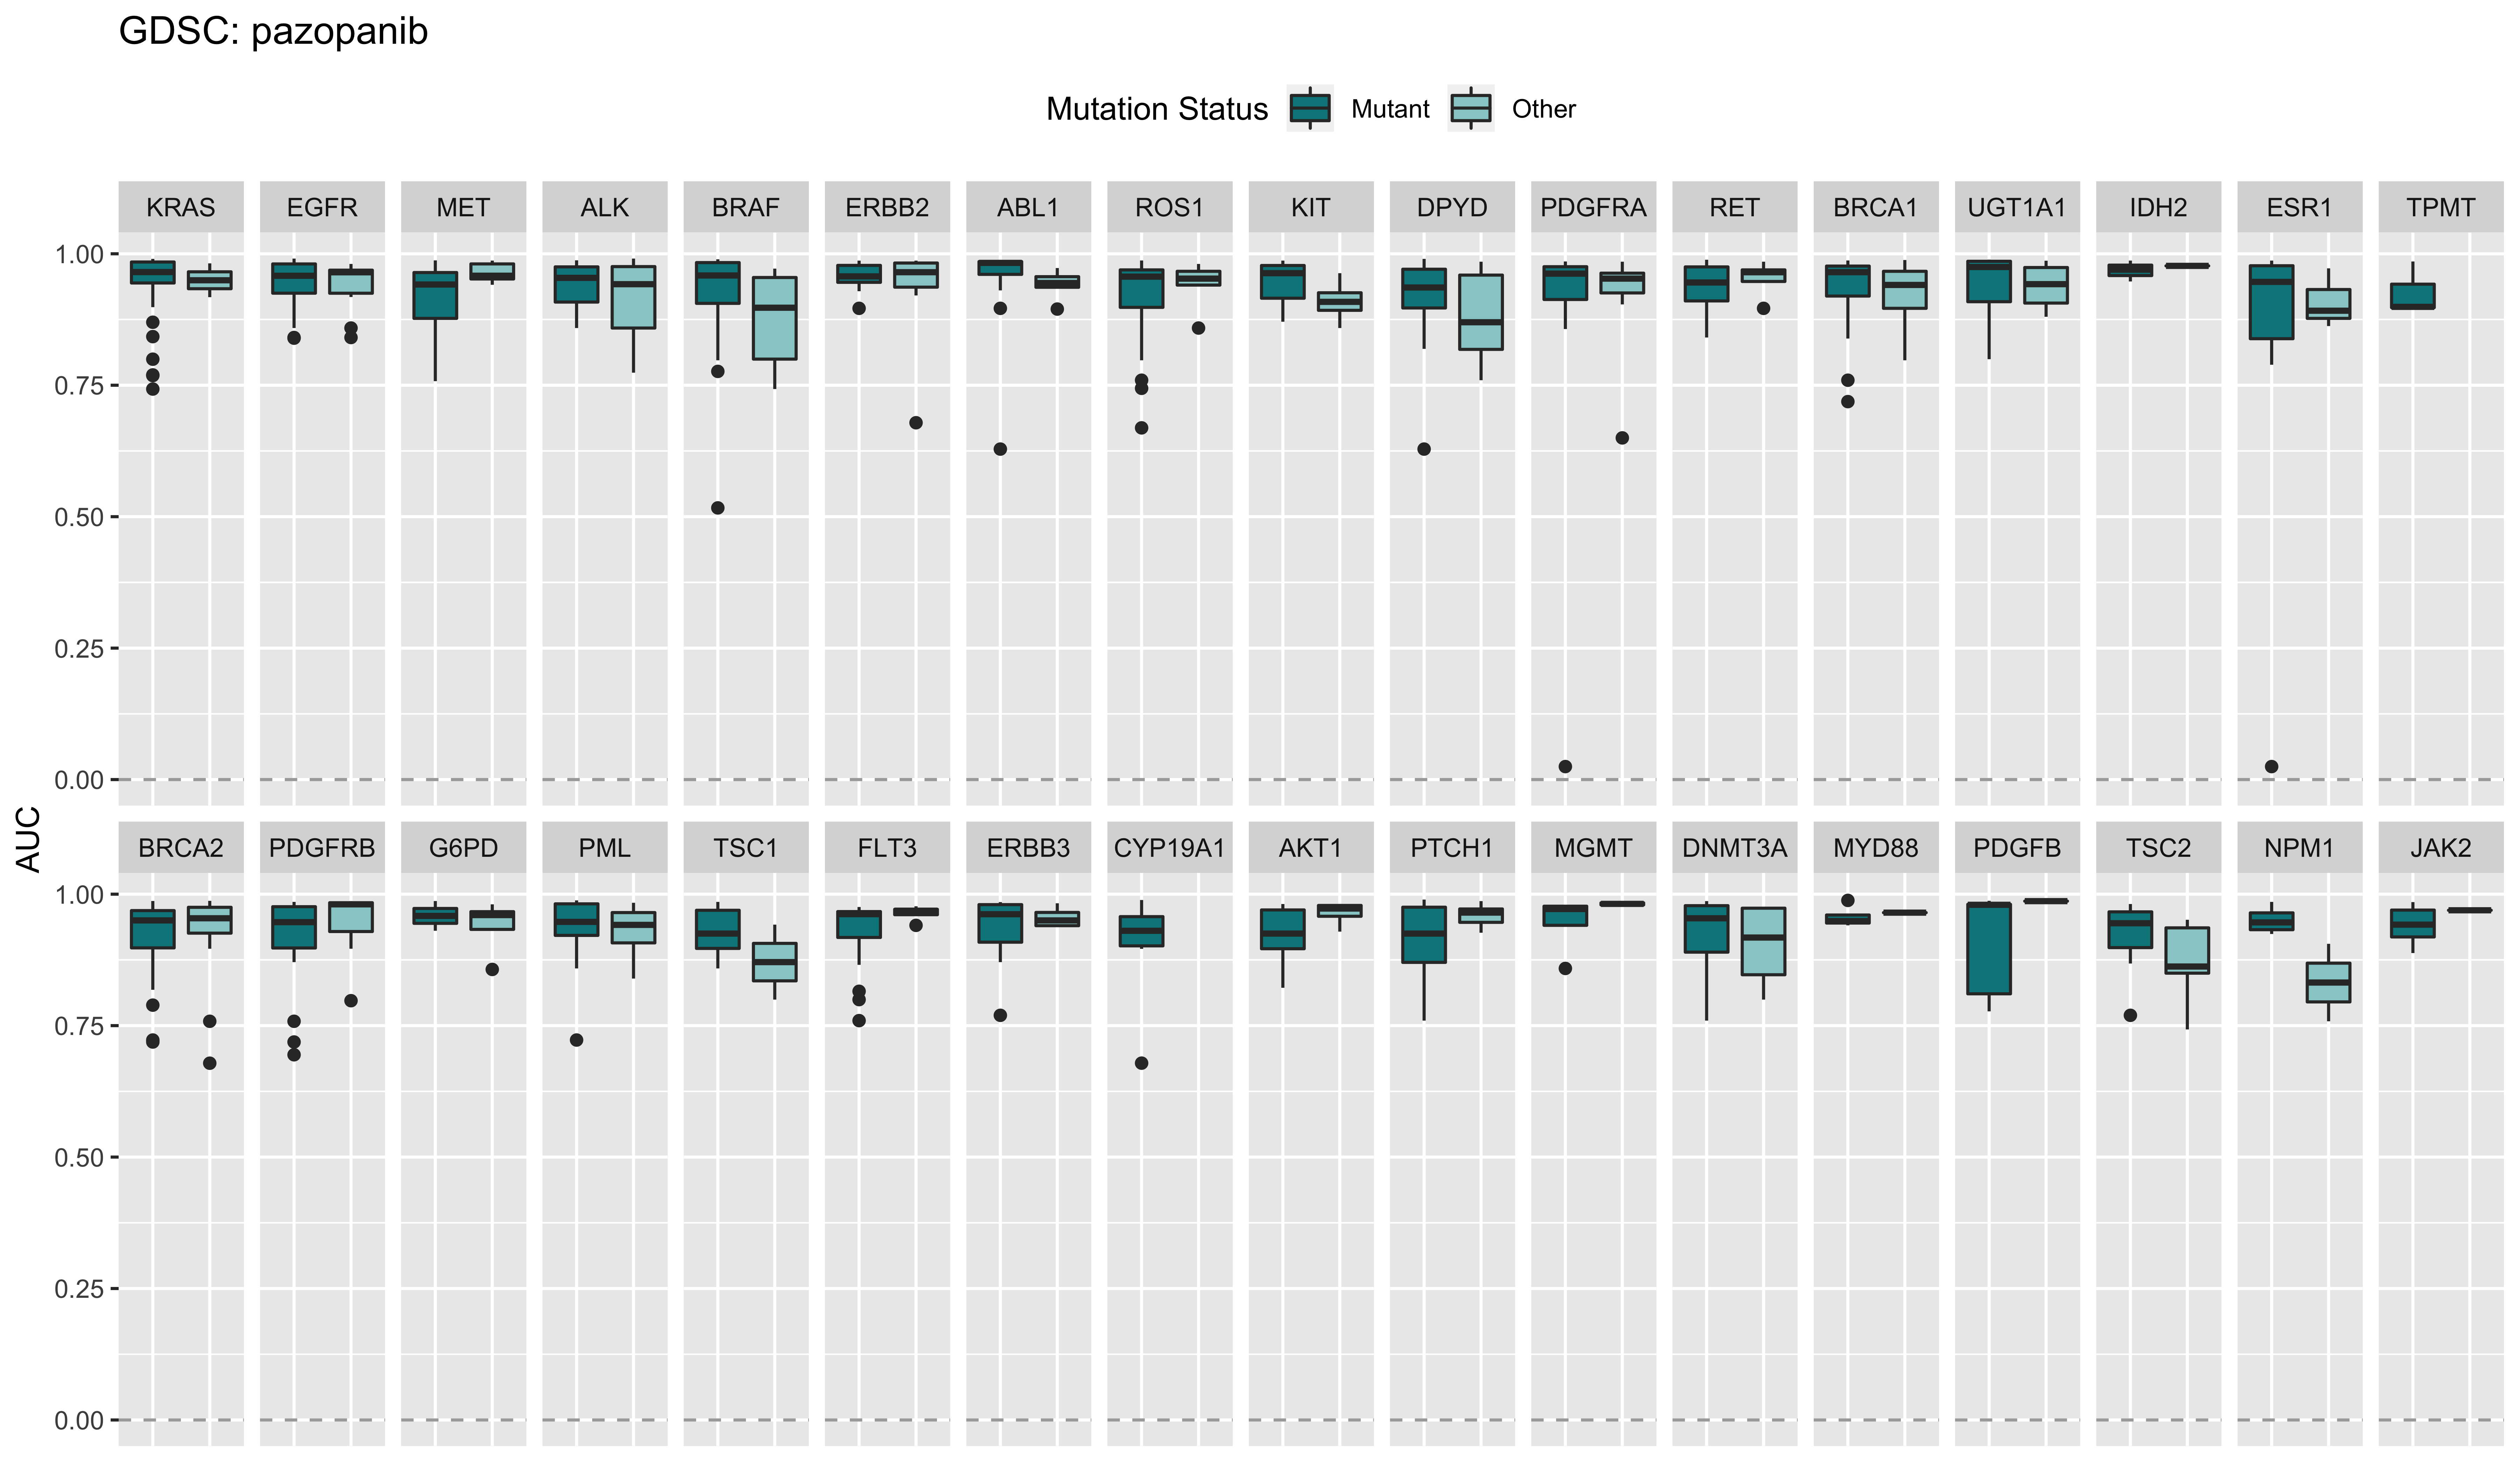 GDSC: pazopanib
Mutation Status Mutant Other
KRAS EGFR MET ALK BRAF ERBB2 ABL1 ROS1 KIT DPYD PDGFRA RET BRCA1 UGT1A1 IDH2 ESR1 TPMT
1.00
0.75
0.50
0.25
0.00
AUC
BRCA2 PDGFRB G6PD PML TSC1 FLT3 ERBB3 CYP19A1 AKT1 PTCH1 MGMT DNMT3A MYD88 PDGFB TSC2 NPM1 JAK2
1.00
0.75
0.50
0.25
0.00